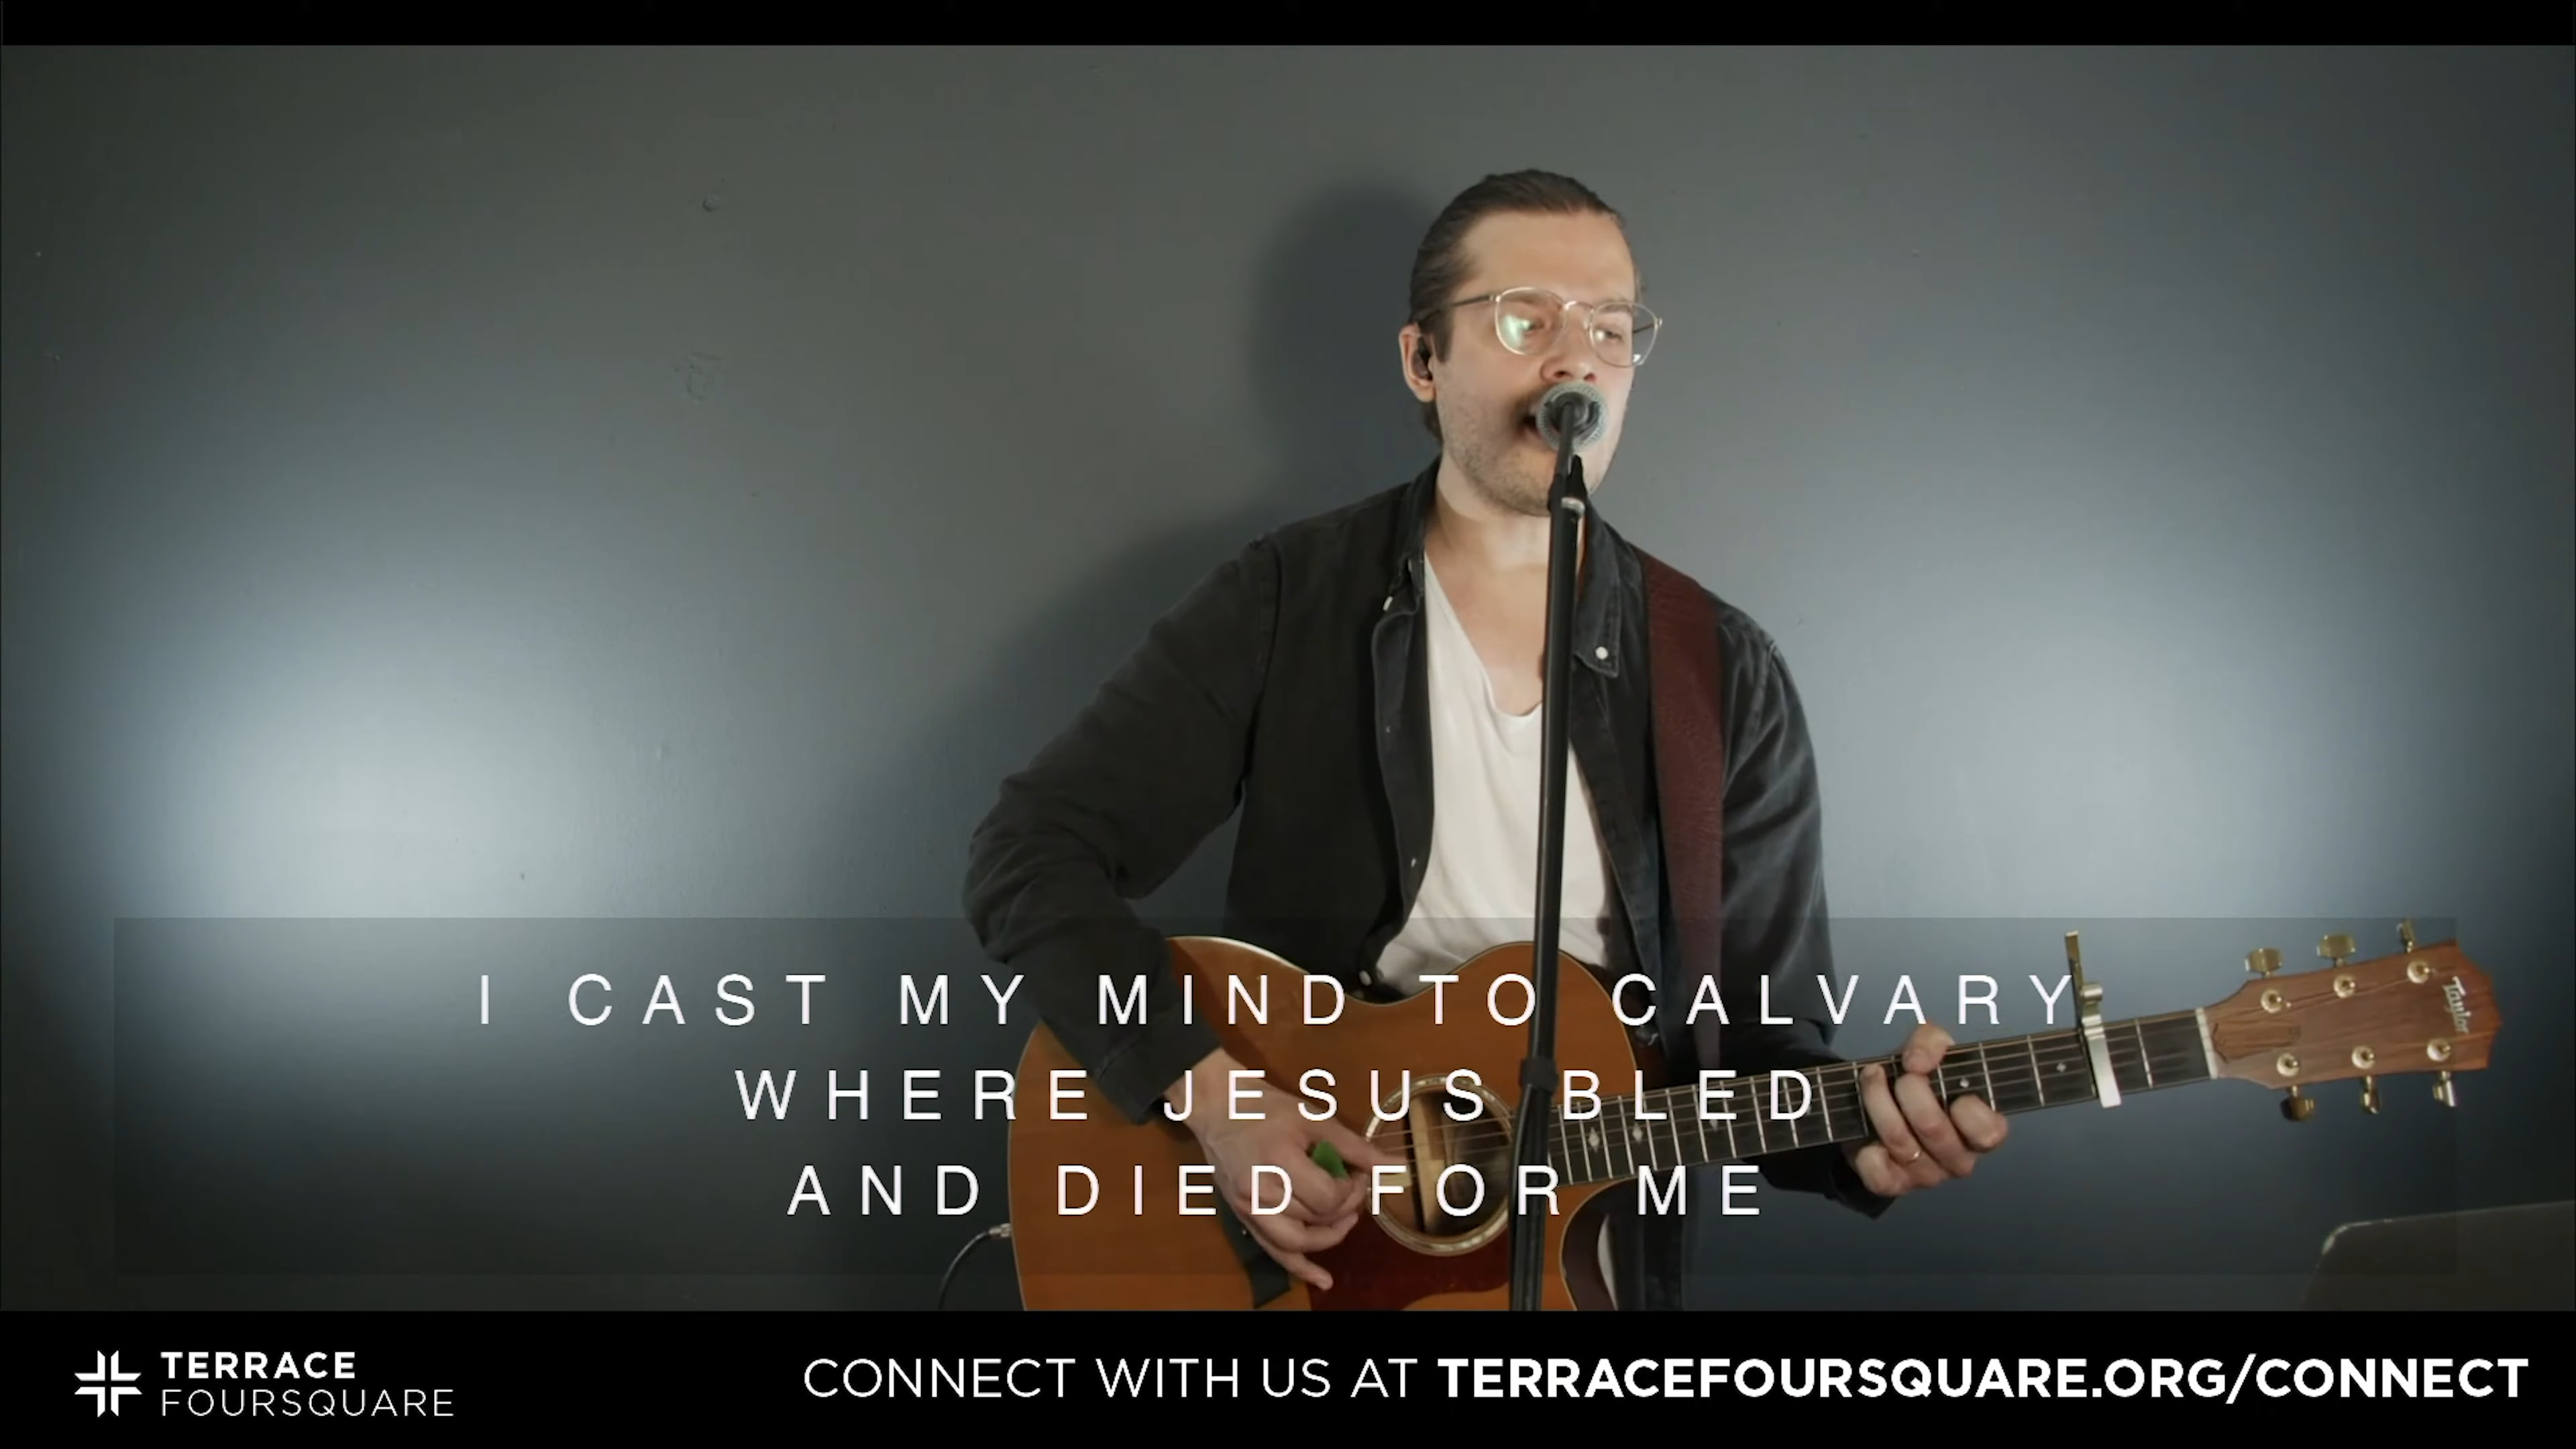 I CAST MY MIND TO CALVARY
WHERE JESUS BLED
AND DIED FOR ME
Taylor
TERRACE
FOURSQUARE
CONNECT WITH US AT TERRACEFOURSQUARE.ORG/CONNECT